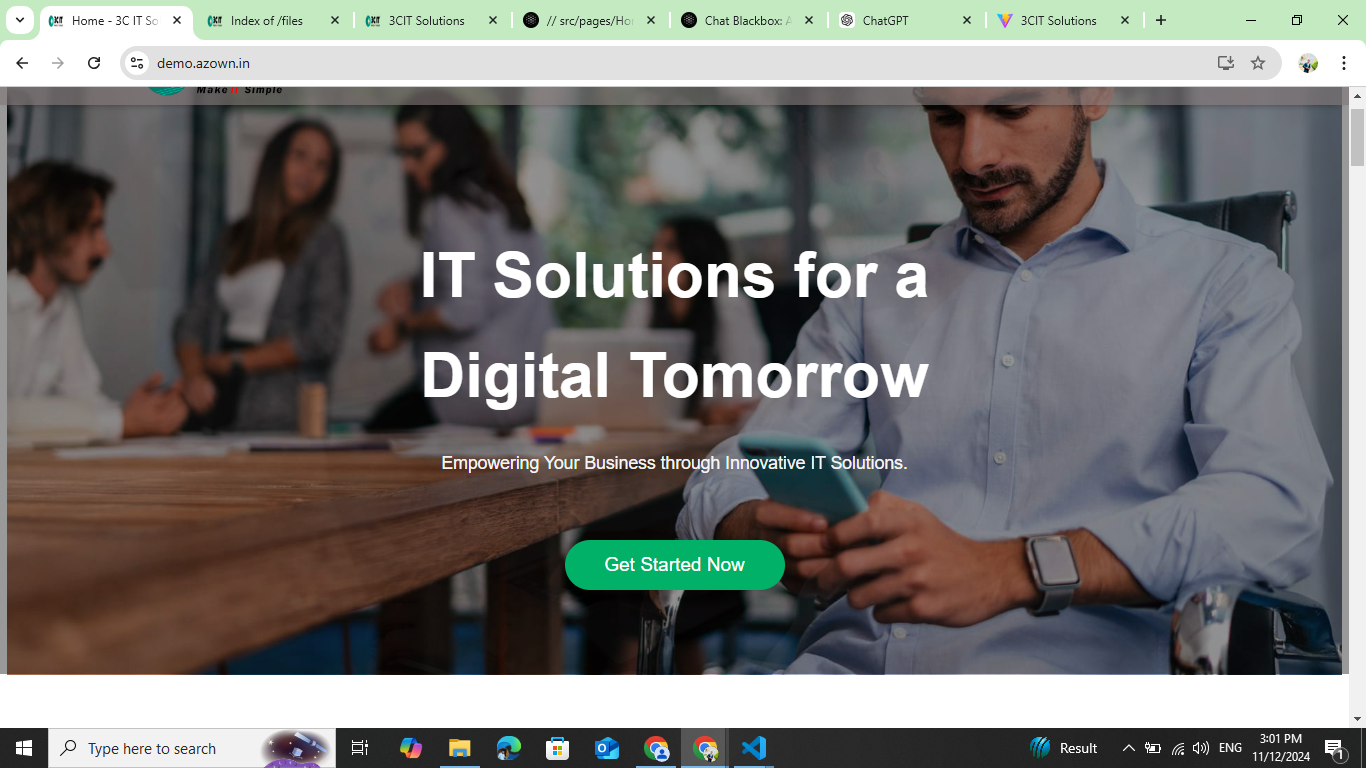 Home - 3C IT So
Index of /files
3CIT Solutions
// src/pages/Hor
Chat Blackbox: A
ChatGPT
3CIT Solutions
demo.azown.in
Make IT Simple
IT Solutions for a
Digital Tomorrow
Empowering Your Business through Innovative IT Solutions.
Get Started Now
Type here to search
Result
ENG
3:01 PM
11/12/2024
1